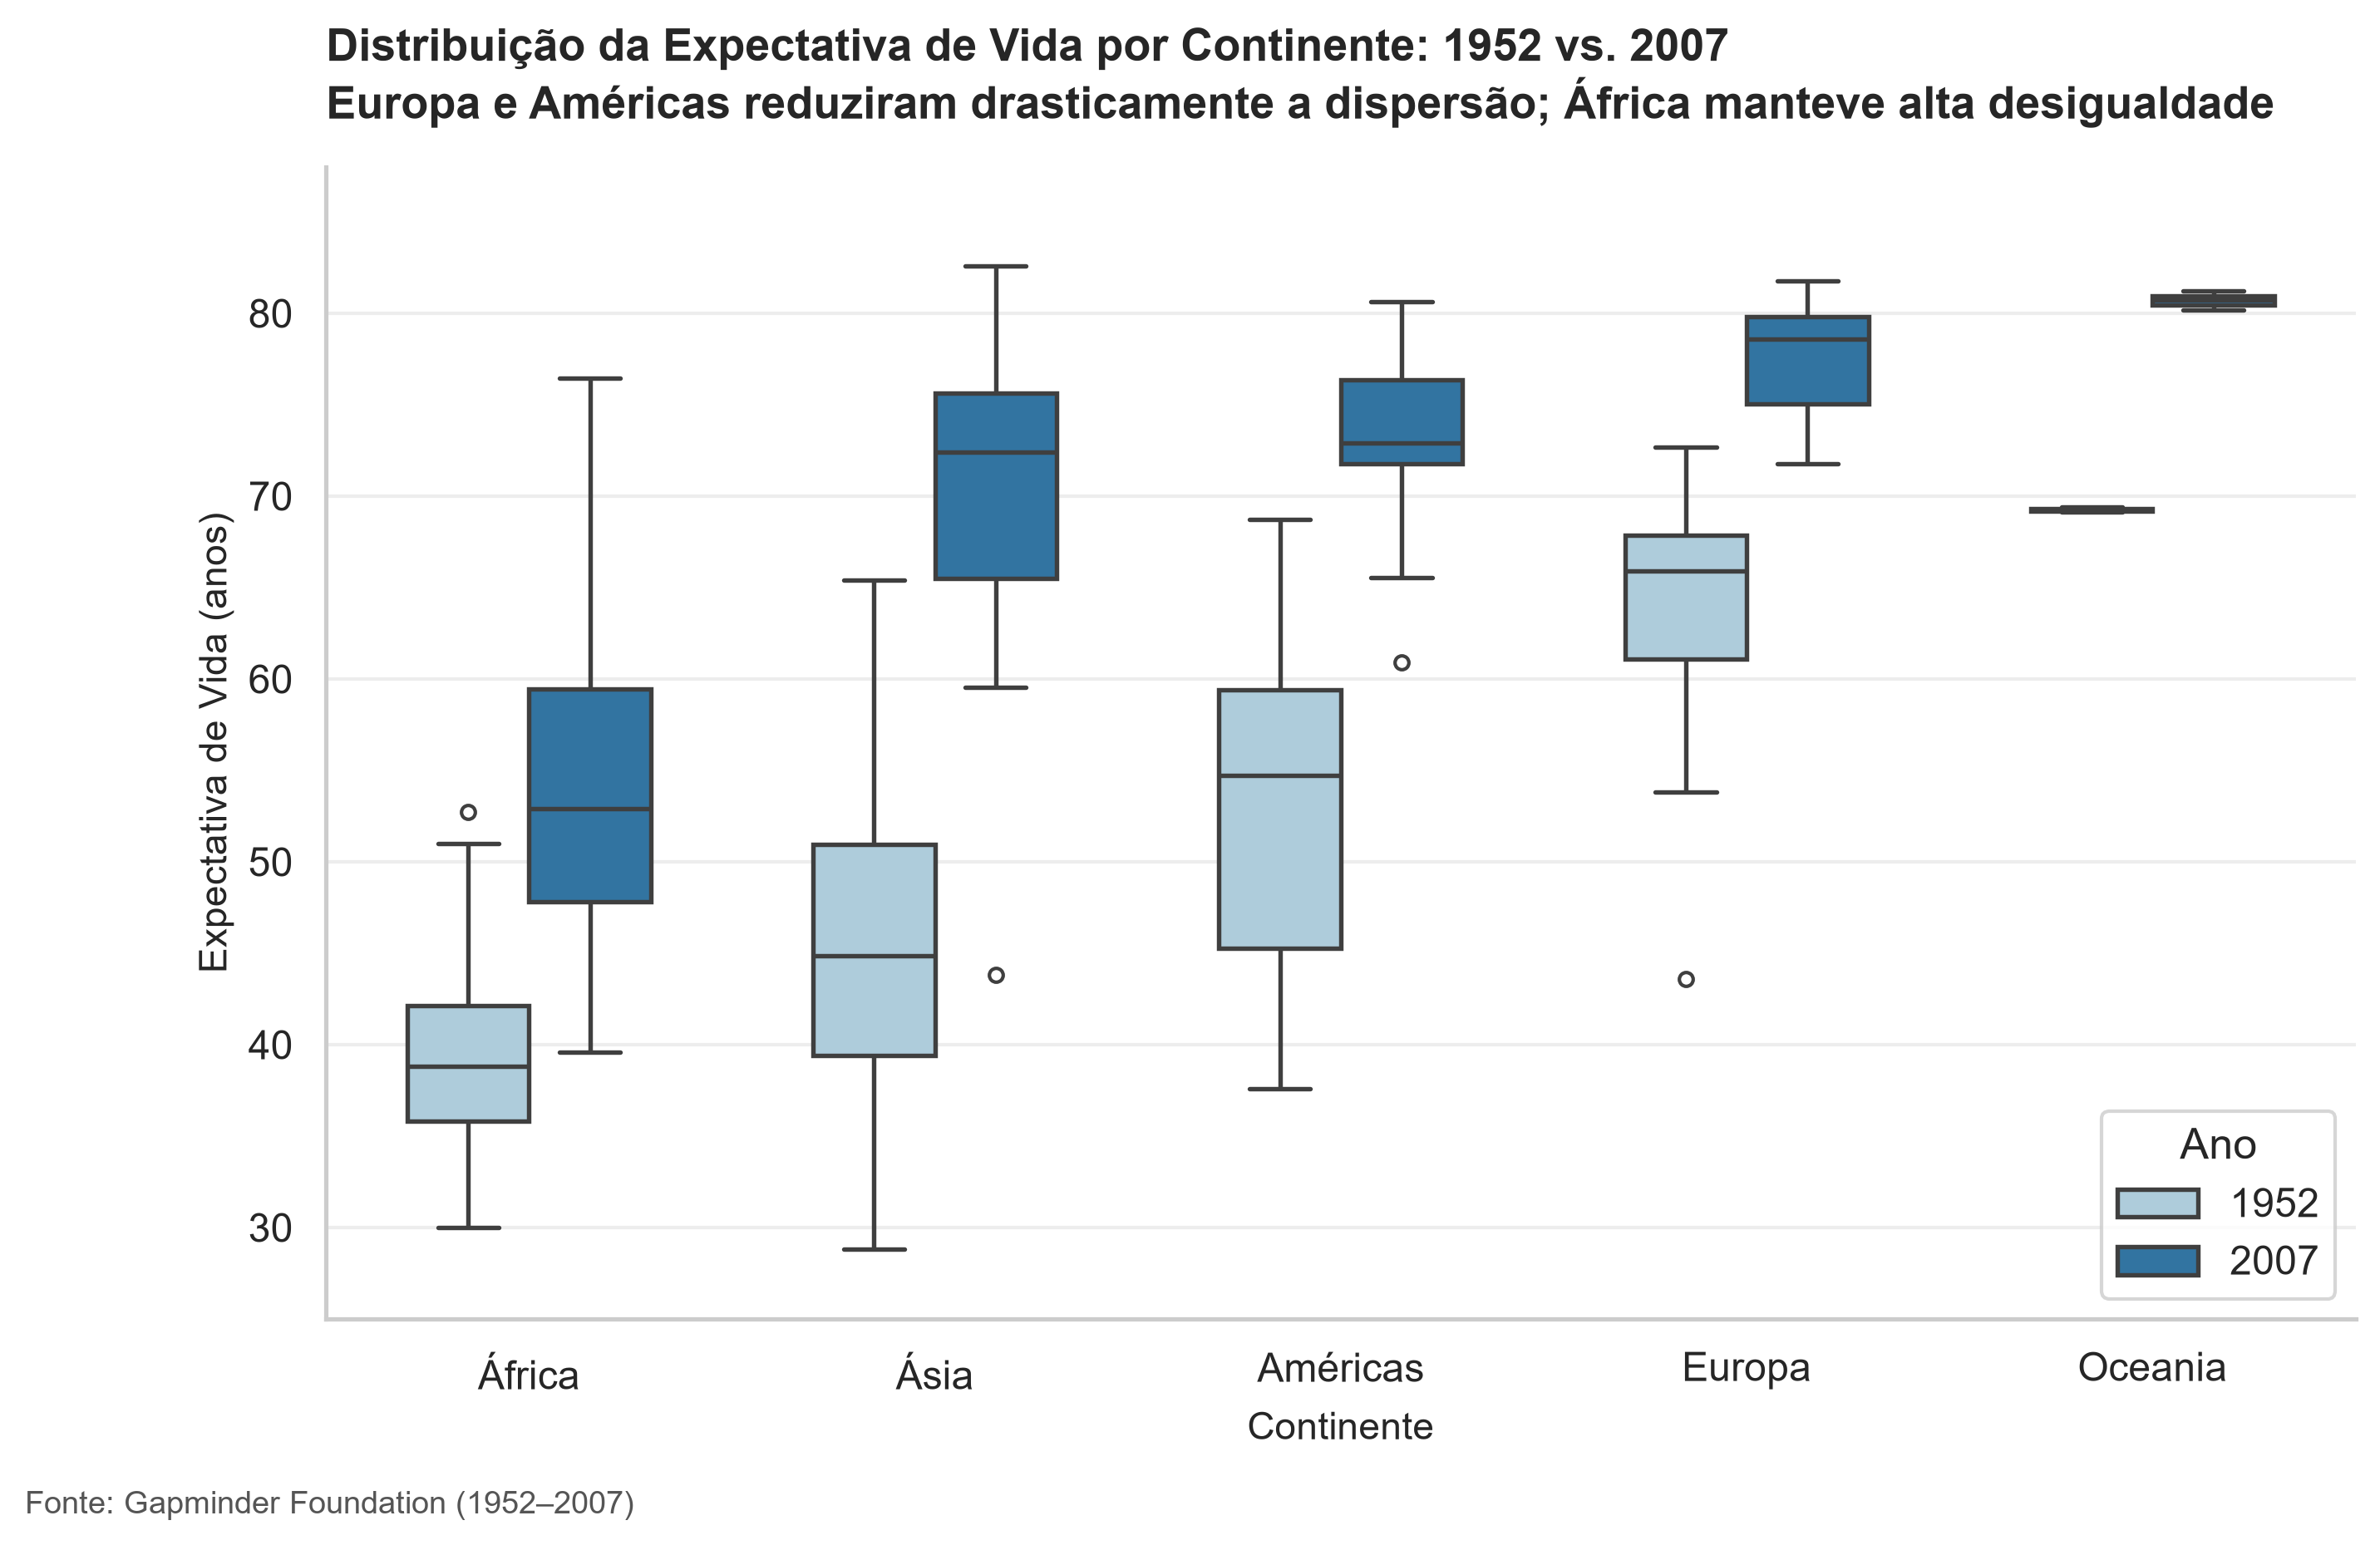 Distribuição da Expectativa de Vida por Continente: 1952 vs. 2007
Europa e Américas reduziram drasticamente a dispersão; África manteve alta desigualdade
Expectativa de Vida (anos)
80
70
60
50
40
30
África
Ásia
Américas
Europa
Oceania
Continente
Ano
1952
2007
Fonte: Gapminder Foundation (1952–2007)